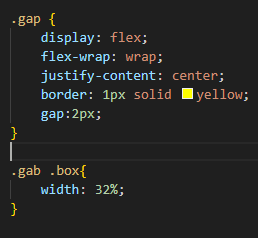 .gap {
    display: flex;
    flex-wrap: wrap;
    justify-content: center;
    border: 1px solid yellow;
    gap:2px;
}
.gab .box{
    width: 32%;
}